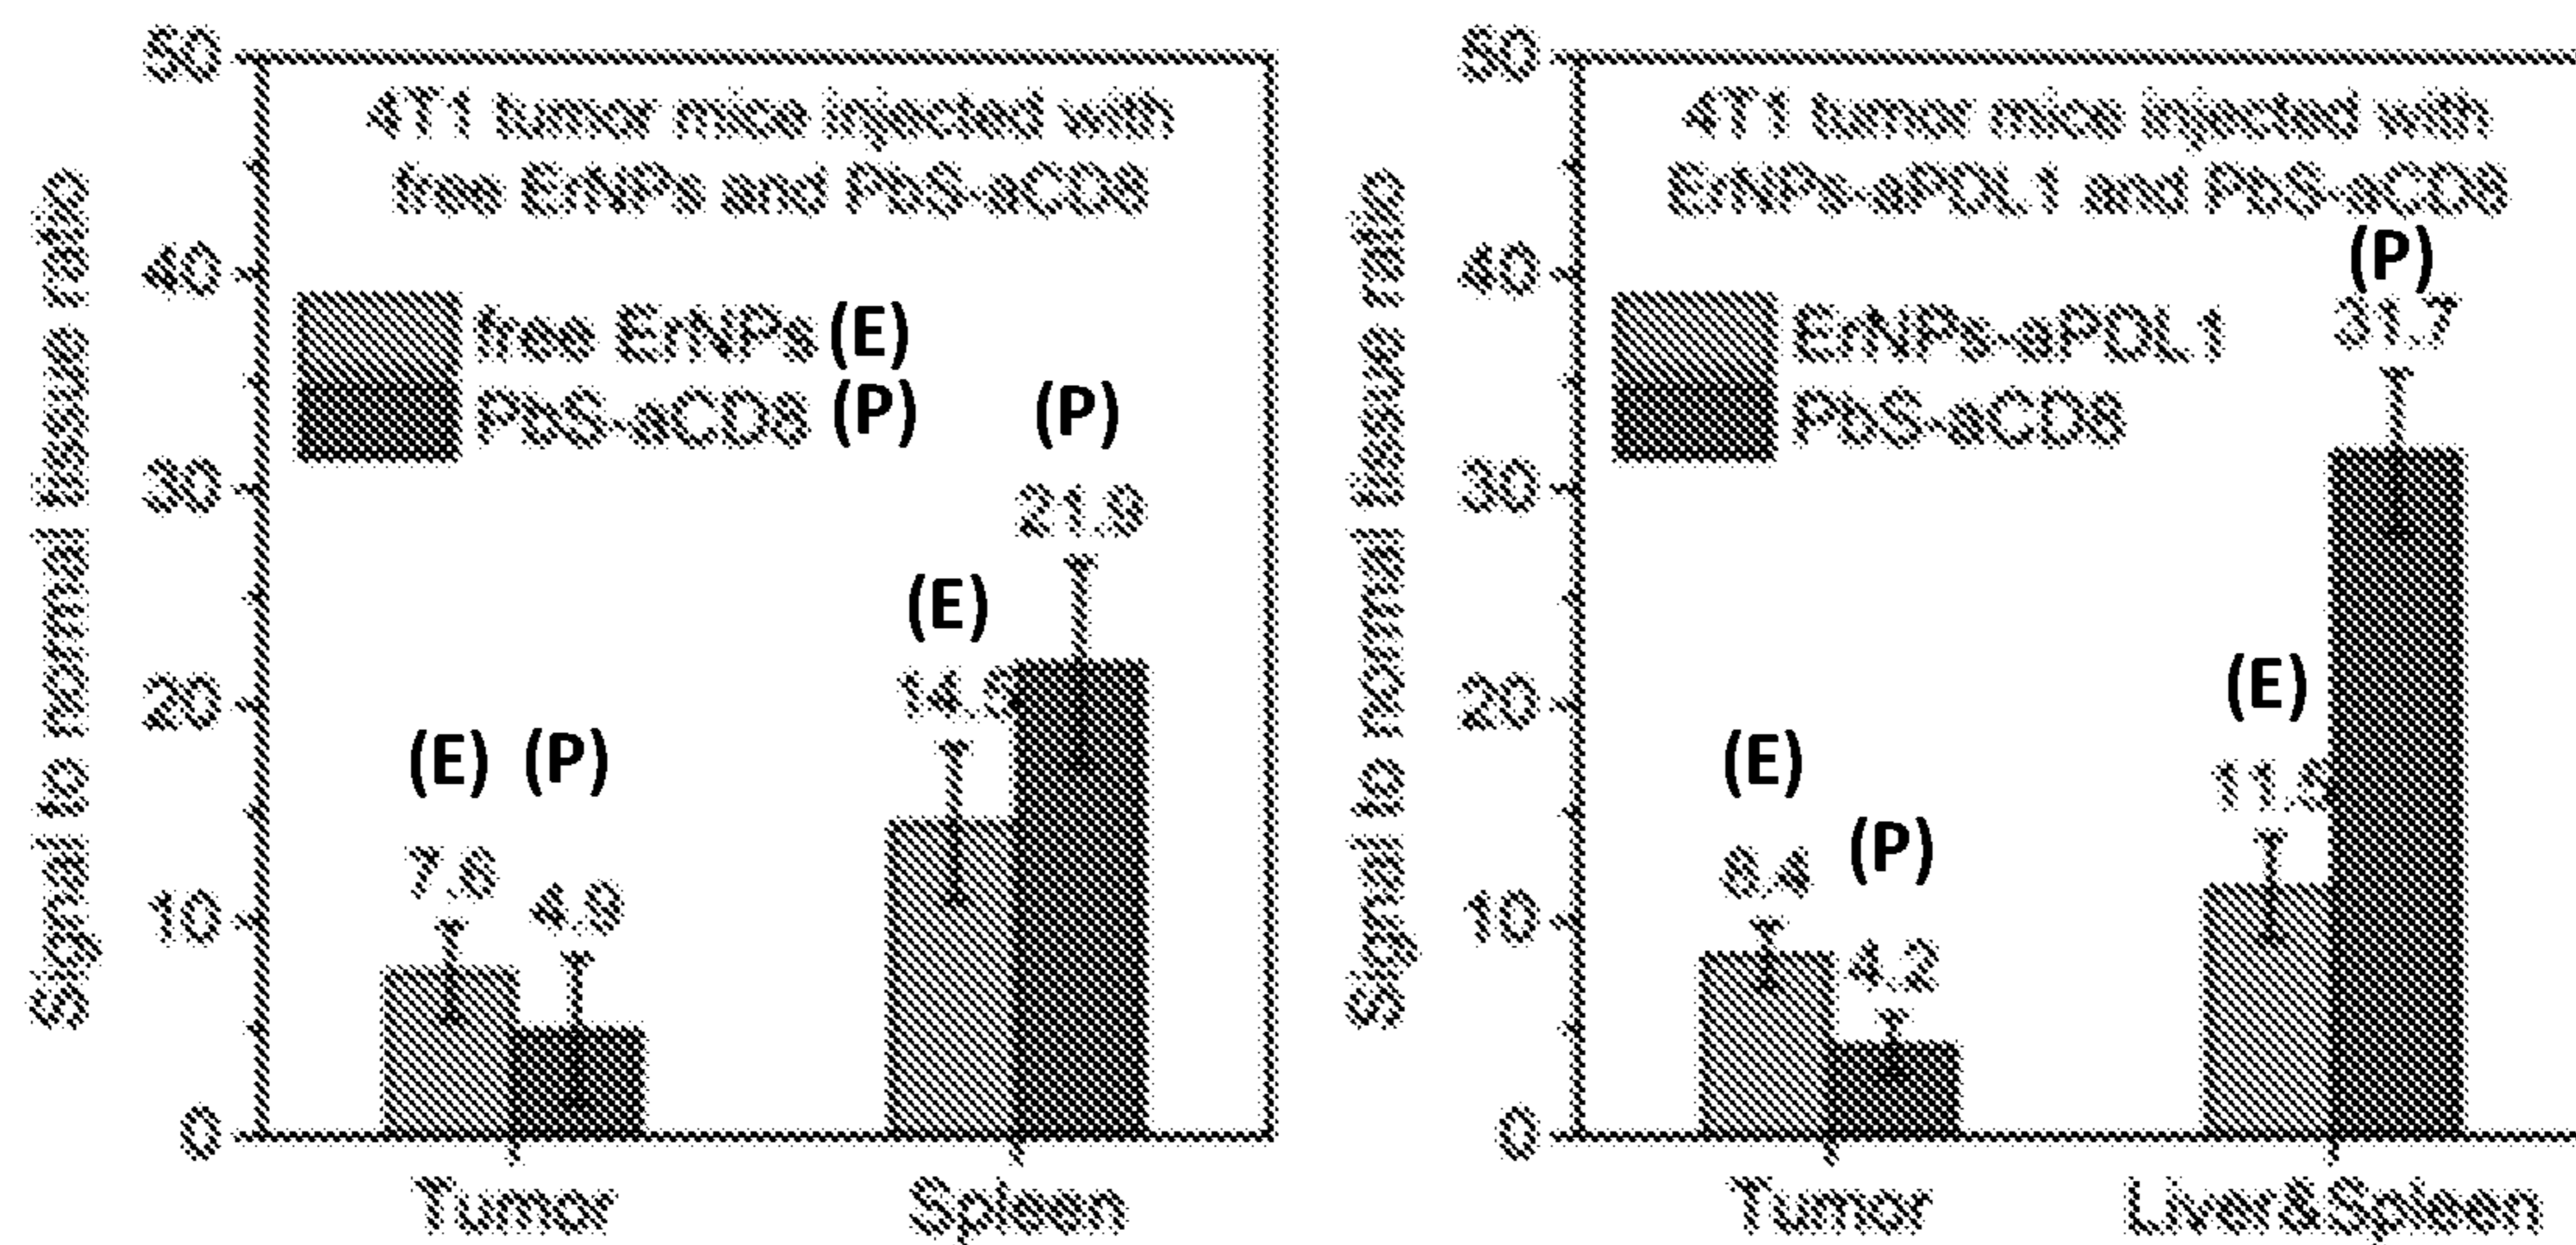 Signal to normal tissue ratio
50
40
30
20
10
0
4T1 tumor mice injected with
free ErNPs and PbS-aCD8
free ErNPs (E)
PbS-aCD8 (P)
(E)
7.6
(P)
4.9
(E)
(P)
21.9
Tumor
Spleen
Signal to normal tissue ratio
50
40
30
20
10
0
4T1 tumor mice injected with
ErNPs-aPDL1 and PbS-aCD8
ErNPs-aPDL1
PbS-aCD8
(E)
8.4
(P)
4.2
(E)
(P)
31.7
Tumor
Liver&Spleen